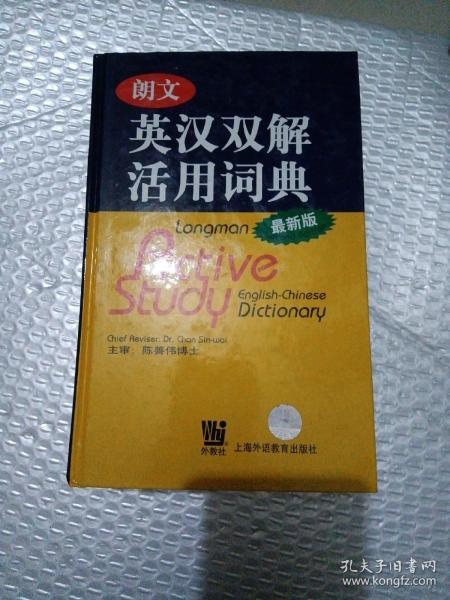 朗文
英汉双解
活用词典
最新版
Longman
Active
Study
English-Chinese
Dictionary
Chief Reviser: Dr. Chan Sin-wai
主审: 陈善伟博士
Whj
外教社
上海外语教育出版社
孔夫子旧书网
www.kongfz.com